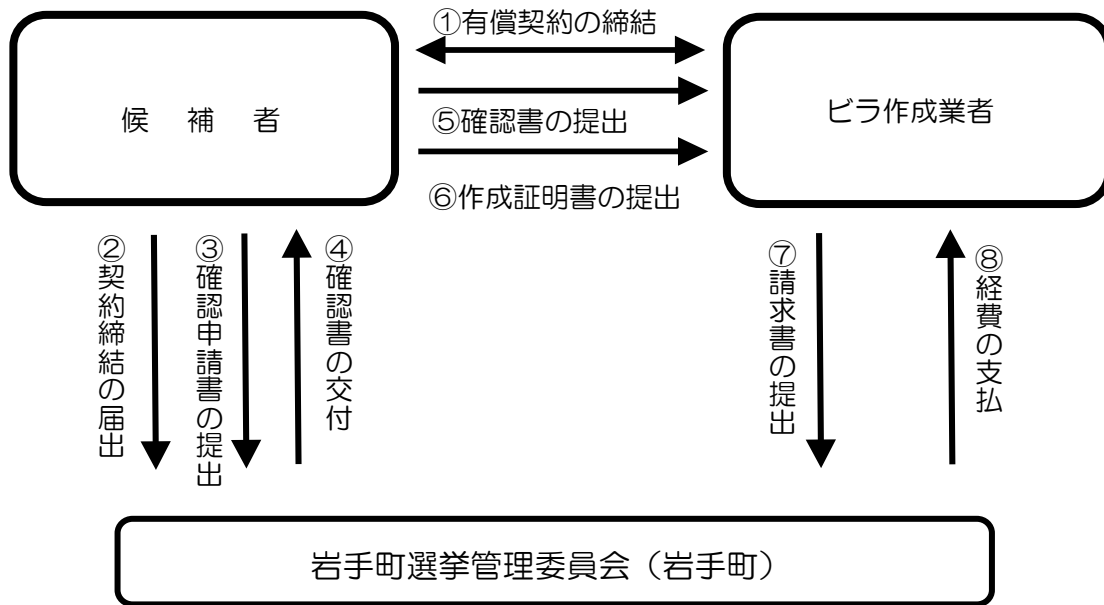 ①有償契約の締結
候　補　者
ビラ作成業者
⑤確認書の提出
⑥作成証明書の提出
②契約締結の届出
③確認申請書の提出
④確認書の交付
⑦請求書の提出
⑧経費の支払
岩手町選挙管理委員会（岩手町）